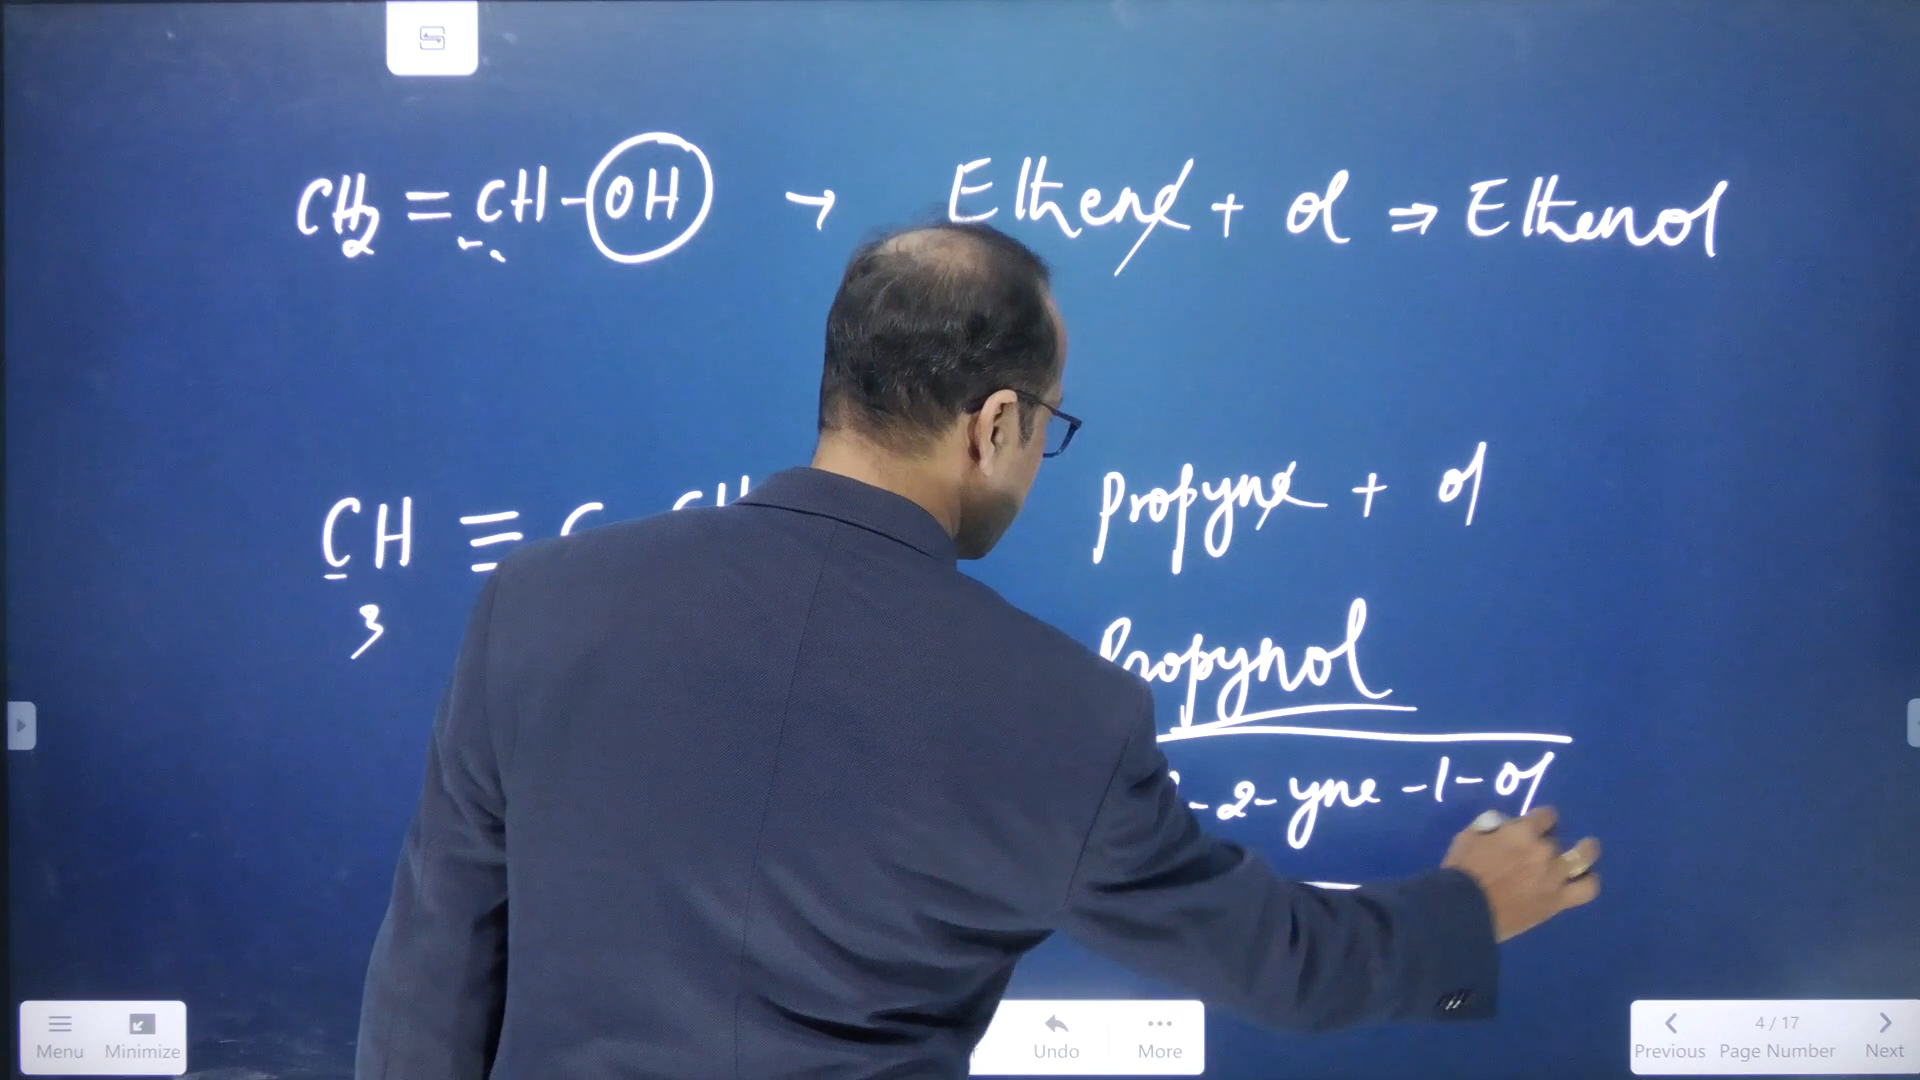 CH2 = CH-OH → Ethene + ol ⇒ Ethenol
CH ≡ C CH Propyne + ol
3
Propynol
-2-yne-1-ol
Menu Minimize Undo More
4 / 17
Previous Page Number Next